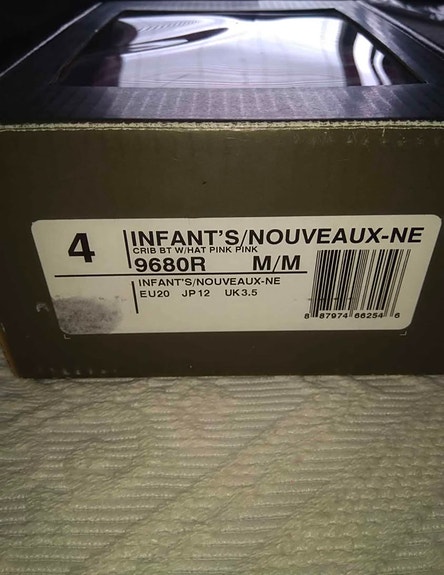 4
INFANT'S/NOUVEAUX-NE
CRIB BT W/HAT PINK PINK
9680R M/M
INFANT'S/NOUVEAUX-NE
EU20 JP12 UK3.5
8 87974 66254 6